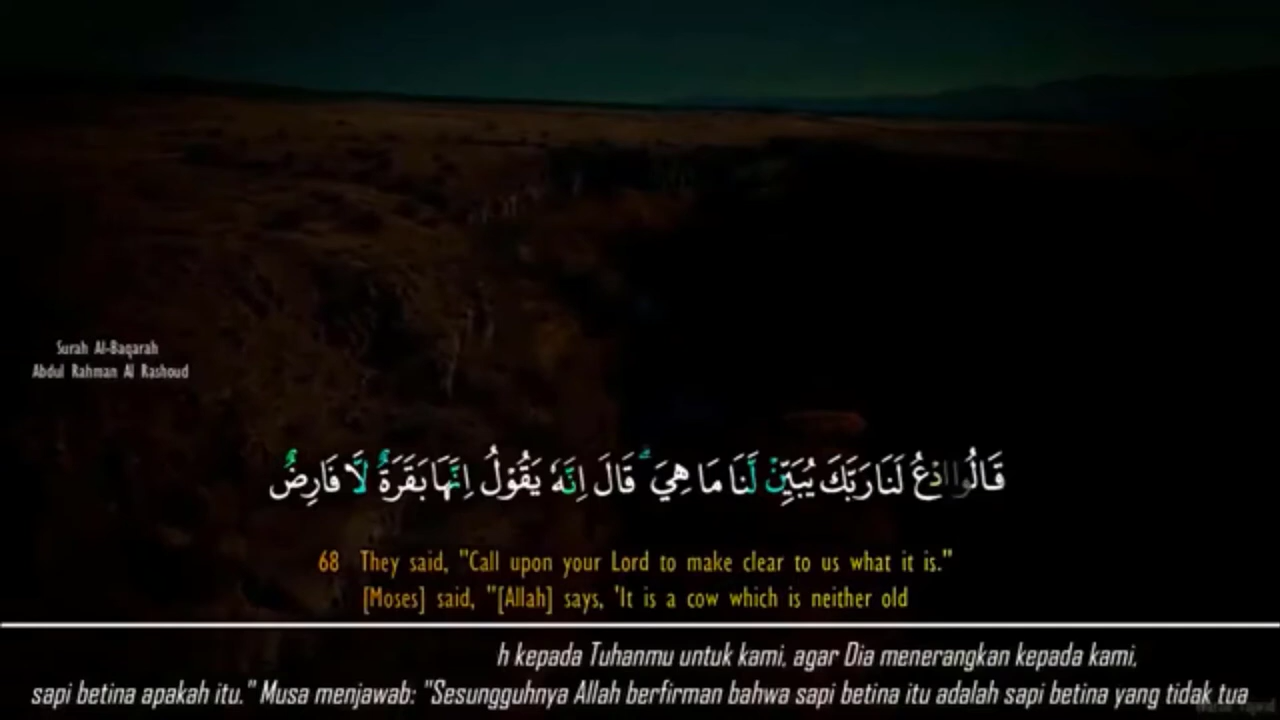 Surah Al-Baqarah
Abdul Rahman Al Rashoud
قَالُوا ادْعُ لَنَا رَبَّكَ يُبَيِّنْ لَّنَا مَا هِيَ ۗ قَالَ اِنَّهٗ يَقُوْلُ اِنَّهَا بَقَرَةٌ لَّا فَارِضٌ
68 They said, "Call upon your Lord to make clear to us what it is."
[Moses] said, "[Allah] says, 'It is a cow which is neither old
h kepada Tuhanmu untuk kami, agar Dia menerangkan kepada kami,
sapi betina apakah itu." Musa menjawab: "Sesungguhnya Allah berfirman bahwa sapi betina itu adalah sapi betina yang tidak tua